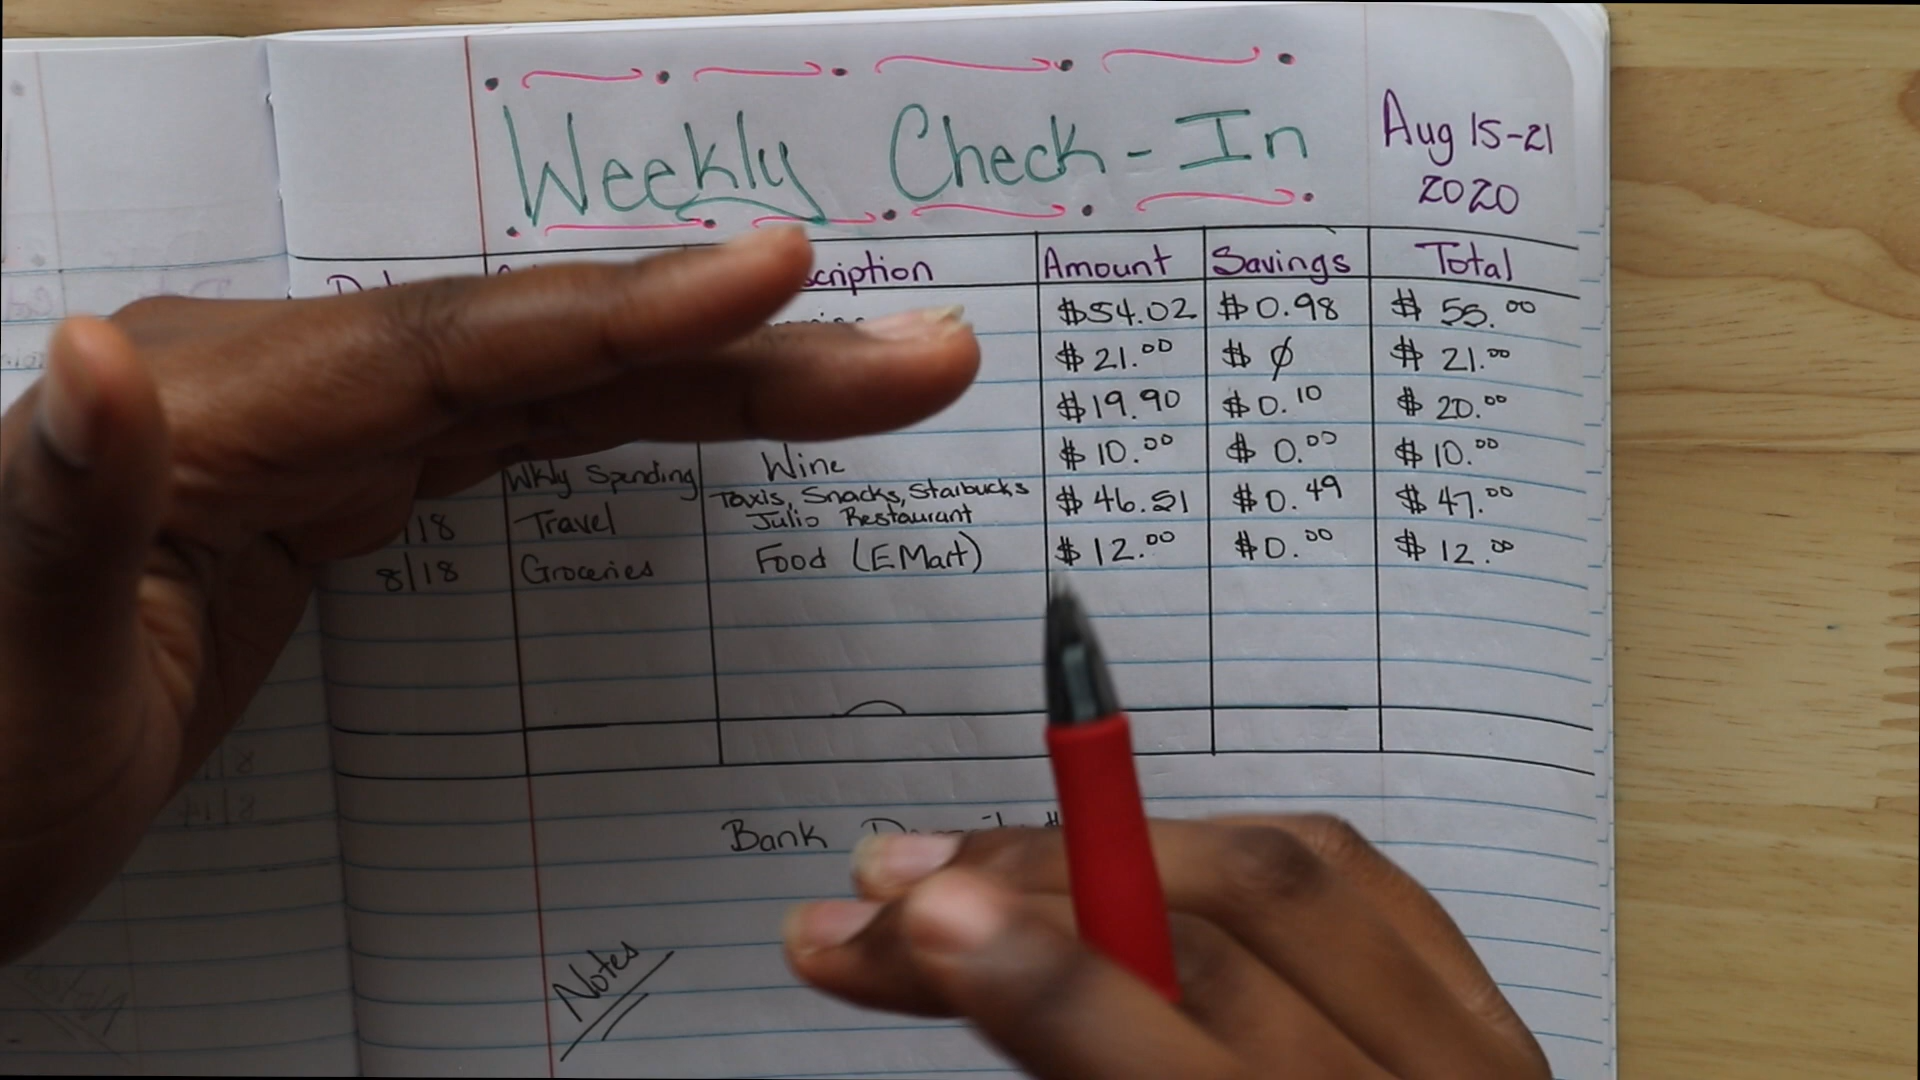 Weekly Check-In
Aug 15-21
2020
Amount Savings Total
$54.02 $0.98 $55.00
$21.00 $ ∅ $21.00
$19.90 $0.10 $20.00
Wkly Spending Wine $10.00 $0.00 $10.00
Travel Taxis, Snacks, Starbucks $46.51 $0.49 $47.00
Julio Restaurant
8/18 Groceries Food (EMart) $12.00 $0.00 $12.00
Bank
Notes